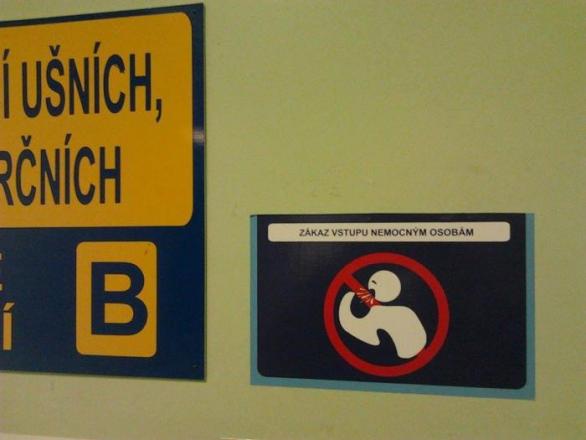 Í UŠNÍCH,
RČNÍCH
E
Í
B
ZÁKAZ VSTUPU NEMOCNÝM OSOBÁM